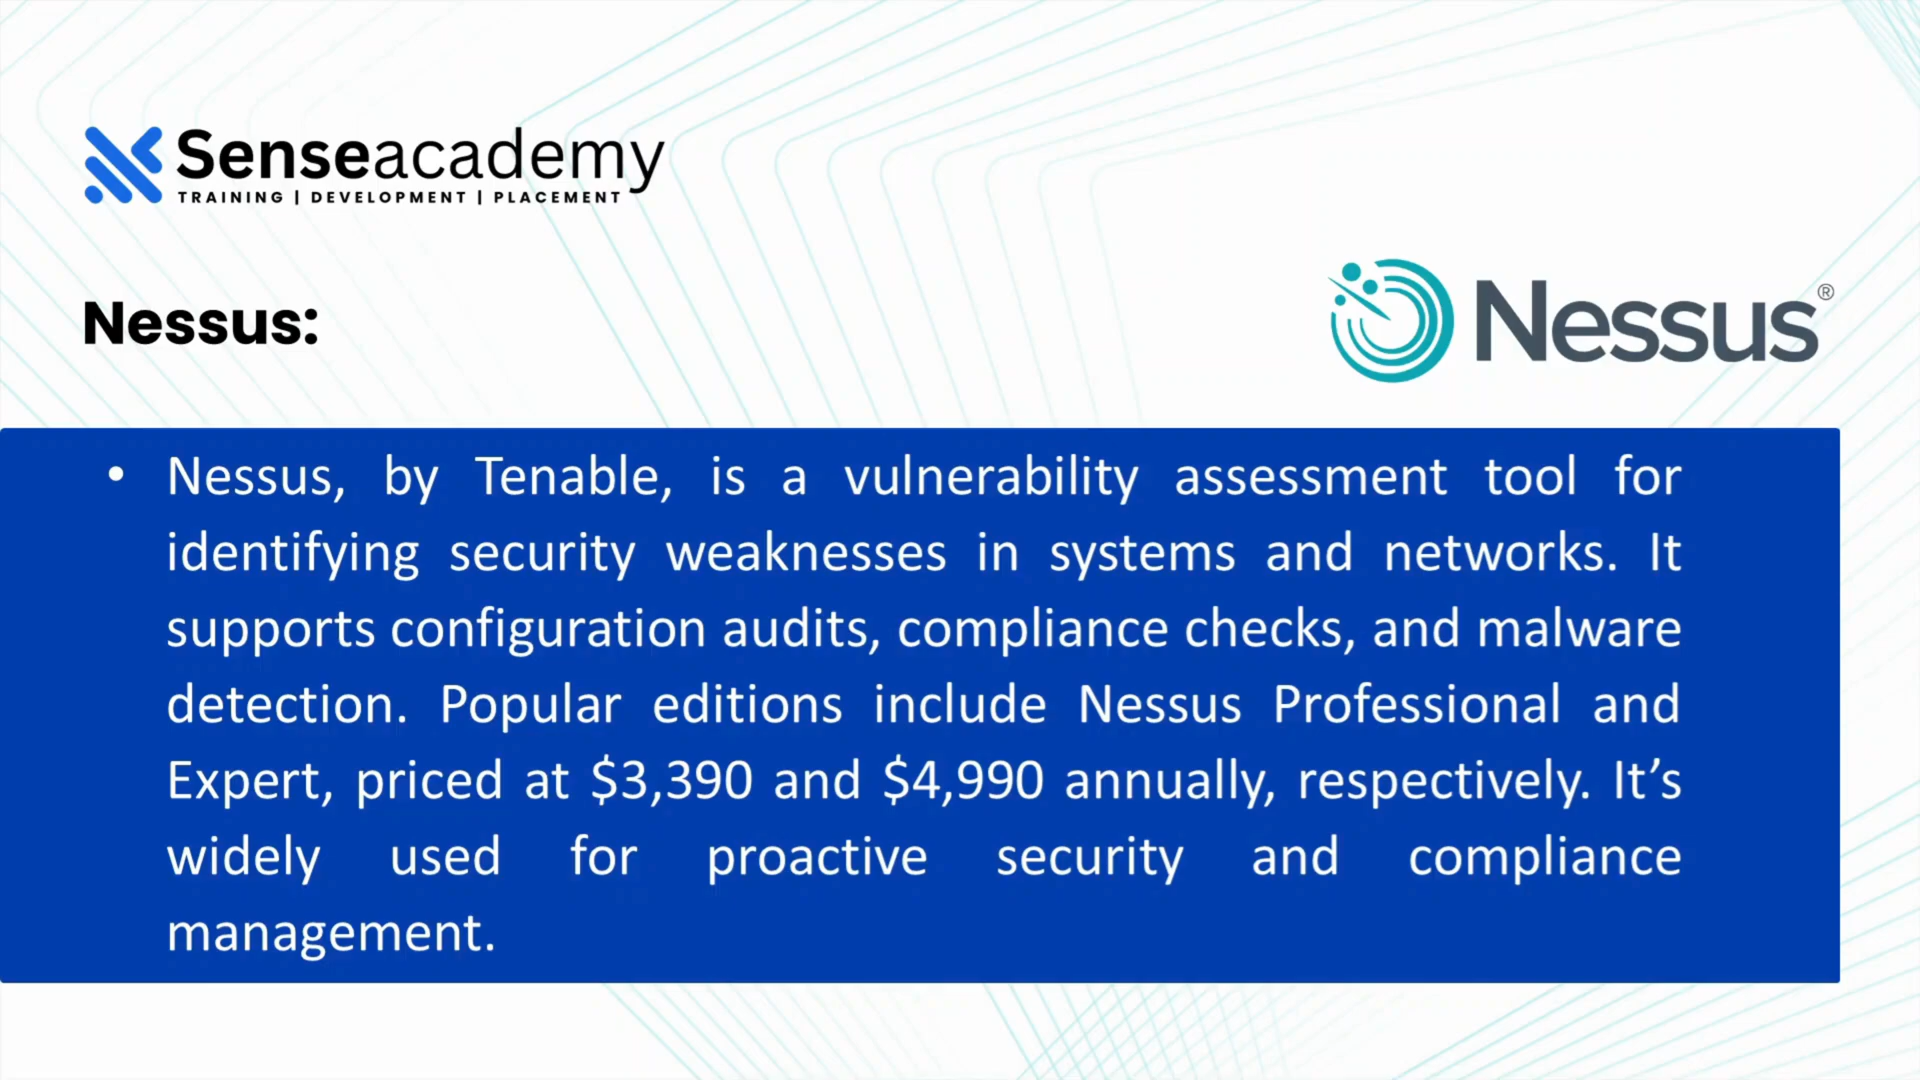 Senseacademy
TRAINING | DEVELOPMENT | PLACEMENT
Nessus:
Nessus®
• Nessus, by Tenable, is a vulnerability assessment tool for
identifying security weaknesses in systems and networks. It
supports configuration audits, compliance checks, and malware
detection. Popular editions include Nessus Professional and
Expert, priced at $3,390 and $4,990 annually, respectively. It’s
widely used for proactive security and compliance
management.